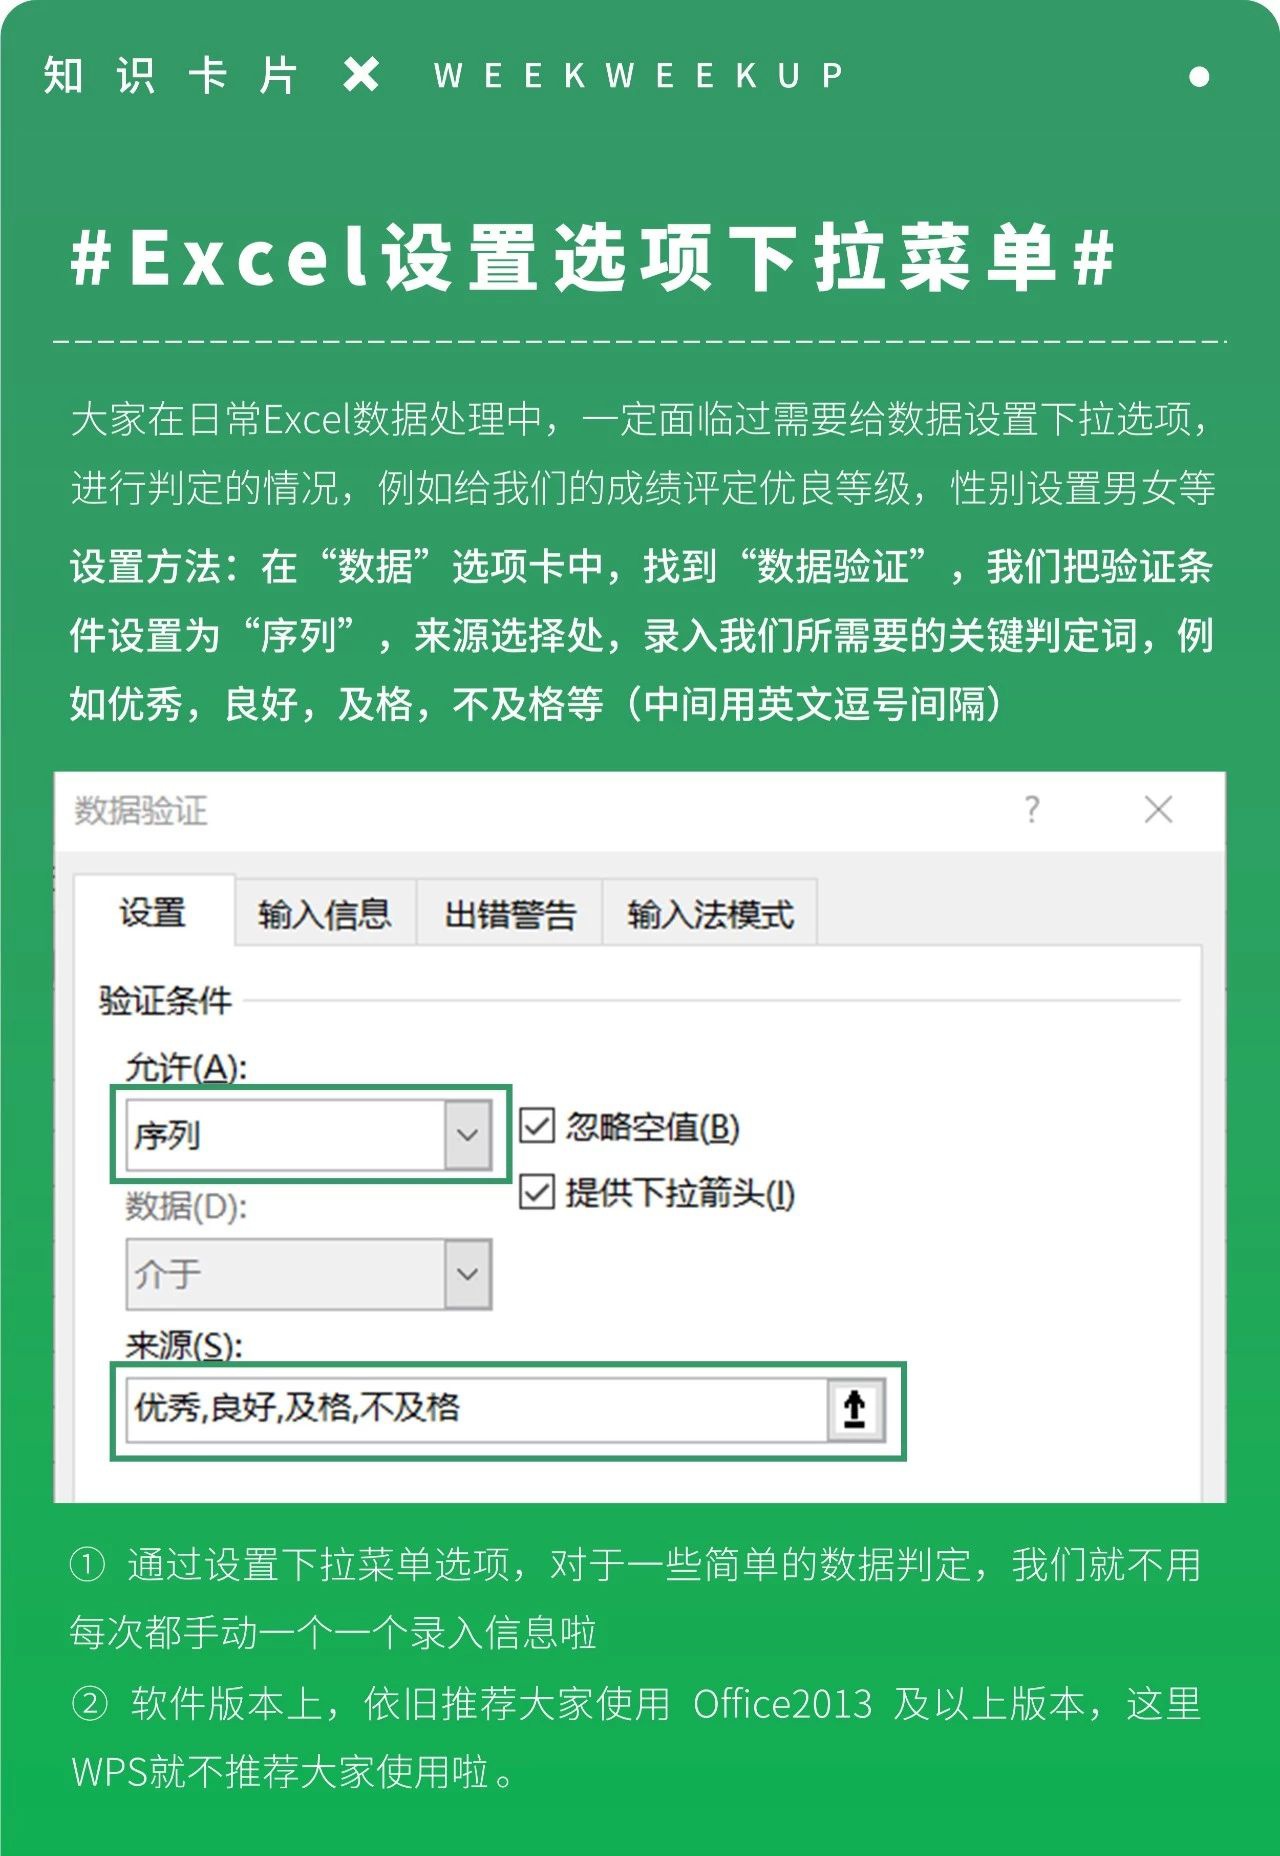 知识卡片 ✖ WEEKWEEKUP
#Excel设置选项下拉菜单#
大家在日常Excel数据处理中，一定面临过需要给数据设置下拉选项，
进行判定的情况，例如给我们的成绩评定优良等级，性别设置男女等
设置方法：在“数据”选项卡中，找到“数据验证”，我们把验证条
件设置为“序列”，来源选择处，录入我们所需要的关键判定词，例
如优秀，良好，及格，不及格等（中间用英文逗号间隔）
数据验证 ?
设置 输入信息 出错警告 输入法模式
验证条件
允许(A):
序列 忽略空值(B)
提供下拉箭头(I)
数据(D):
介于
来源(S):
优秀,良好,及格,不及格
① 通过设置下拉菜单选项，对于一些简单的数据判定，我们就不用
每次都手动一个一个录入信息啦
② 软件版本上，依旧推荐大家使用 Office2013 及以上版本，这里
WPS就不推荐大家使用啦。